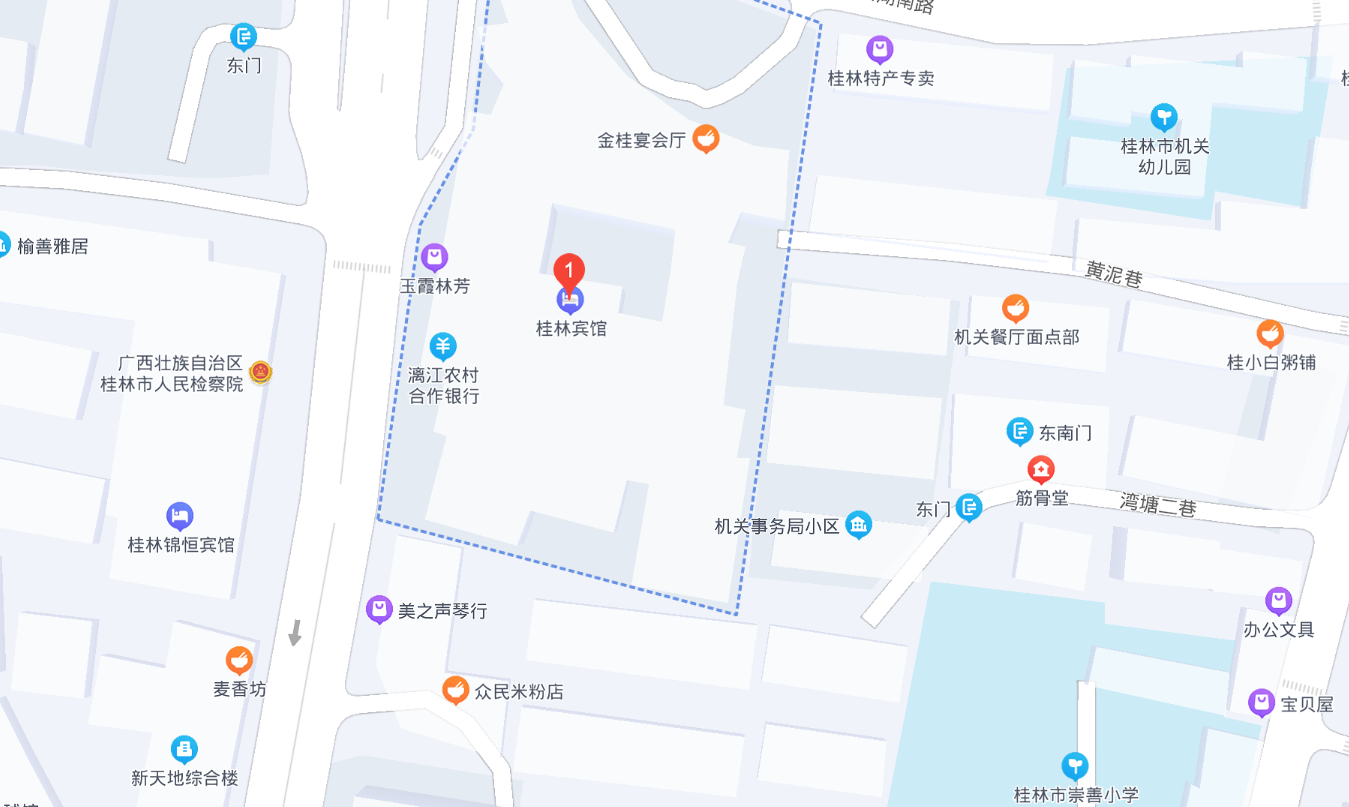 东门
桂林特产专卖
桂林市机关
幼儿园
金桂宴会厅
榆善雅居
玉霞林芳
1
黄泥巷
桂林宾馆
机关餐厅面点部
桂小白粥铺
广西壮族自治区
桂林市人民检察院
漓江农村
合作银行
东南门
筋骨堂
湾塘二巷
东门
机关事务局小区
桂林锦恒宾馆
美之声琴行
办公文具
麦香坊
众民米粉店
宝贝屋
新天地综合楼
桂林市崇善小学